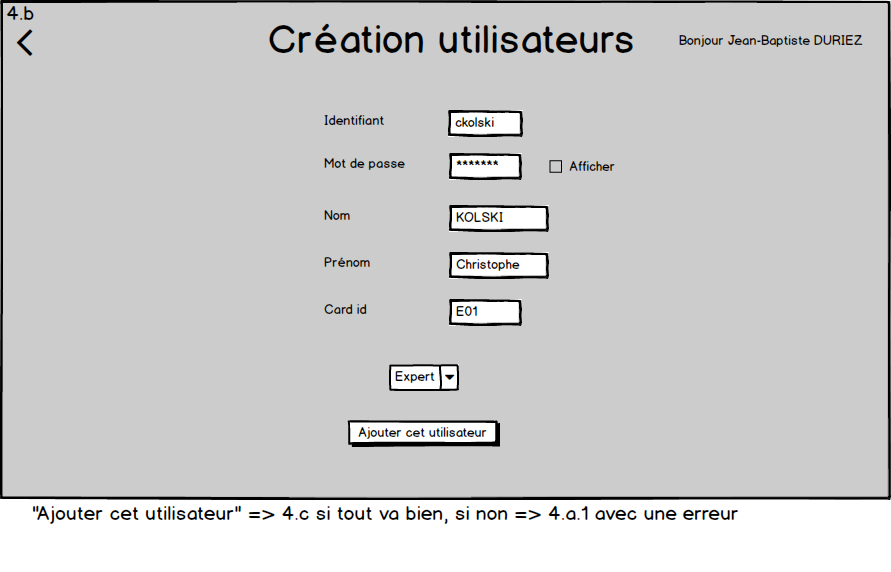 4.b
Création utilisateurs
Bonjour Jean-Baptiste DURIEZ
Identifiant ckolski
Mot de passe ******* Afficher
Nom KOLSKI
Prénom Christophe
Card id E01
Expert
Ajouter cet utilisateur
"Ajouter cet utilisateur" => 4.c si tout va bien, si non => 4.a.1 avec une erreur